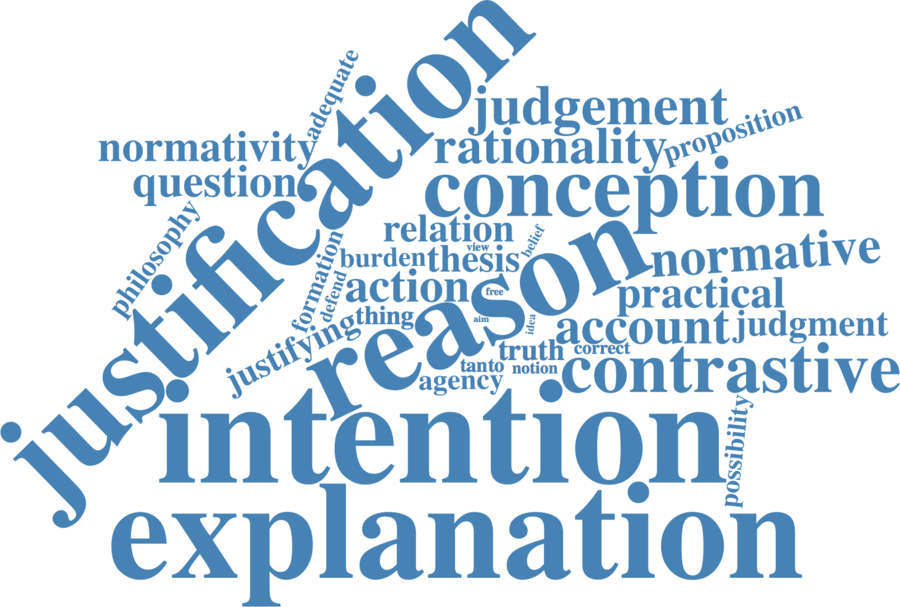 justification
adequate
judgement
proposition
normativity
rationality
question
conception
philosophy
relation
belief
view
formation
burden
thesis
reason
normative
defend
action
free
practical
thing
aim
idea
account
judgment
justifying
truth
correct
tanto
notion
contrastive
agency
intention
possibility
explanation